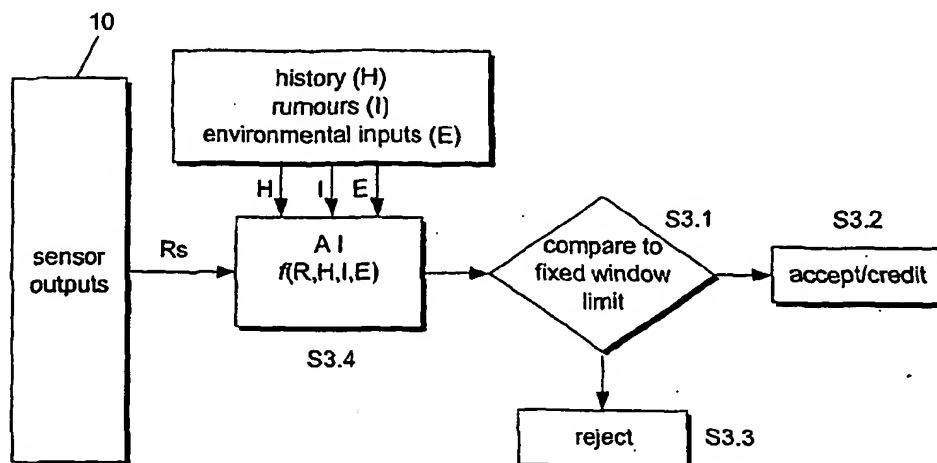 10
history (H)
rumours (I)
environmental inputs (E)
H I E
sensor
outputs
Rs
A I
f(R,H,I,E)
S3.4
compare to
fixed window
limit
S3.1
S3.2
accept/credit
reject
S3.3